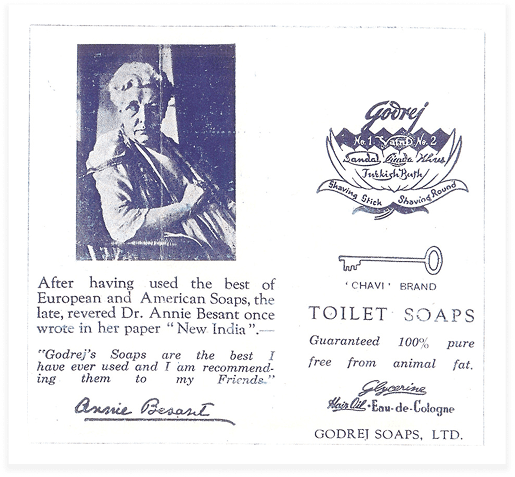 After having used the best of
European and American Soaps, the
late, revered Dr. Annie Besant once
wrote in her paper "New India".—
"Godrej's Soaps are the best I
have ever used and I am recommend-
ing them to my Friends."
Annie Besant
Godrej
No. 1 Vatni No. 2
Sandal Limda Khus
Turkish Bath
Shaving Stick Shaving Round
'CHAVI' BRAND
TOILET SOAPS
Guaranteed 100% pure
free from animal fat.
Glycerine
Hair Oil • Eau-de-Cologne
GODREJ SOAPS, LTD.